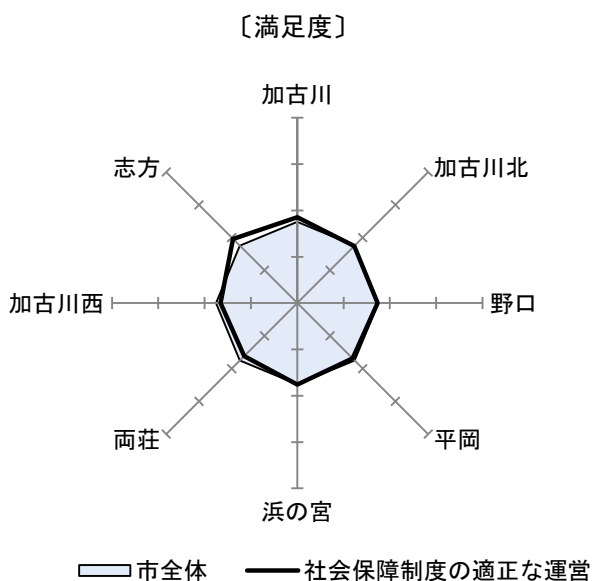 〔満足度〕
加古川
志方
加古川北
加古川西
野口
両荘
平岡
浜の宮
市全体
社会保障制度の適正な運営